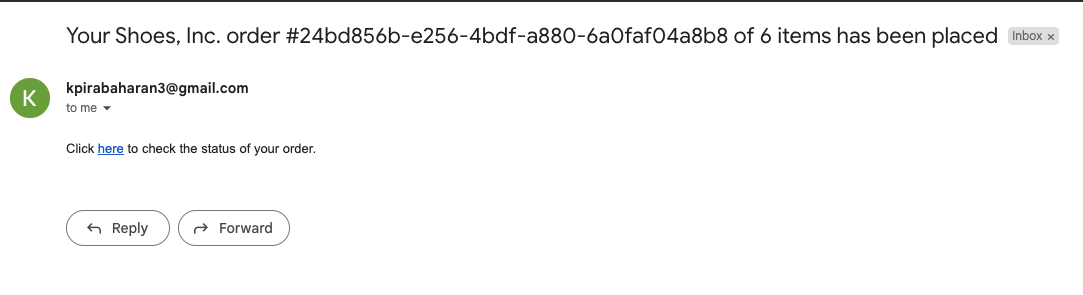 Your Shoes, Inc. order #24bd856b-e256-4bdf-a880-6a0faf04a8b8 of 6 items has been placed Inbox ×
K
kpirabaharan3@gmail.com
to me
Click here to check the status of your order.
Reply Forward